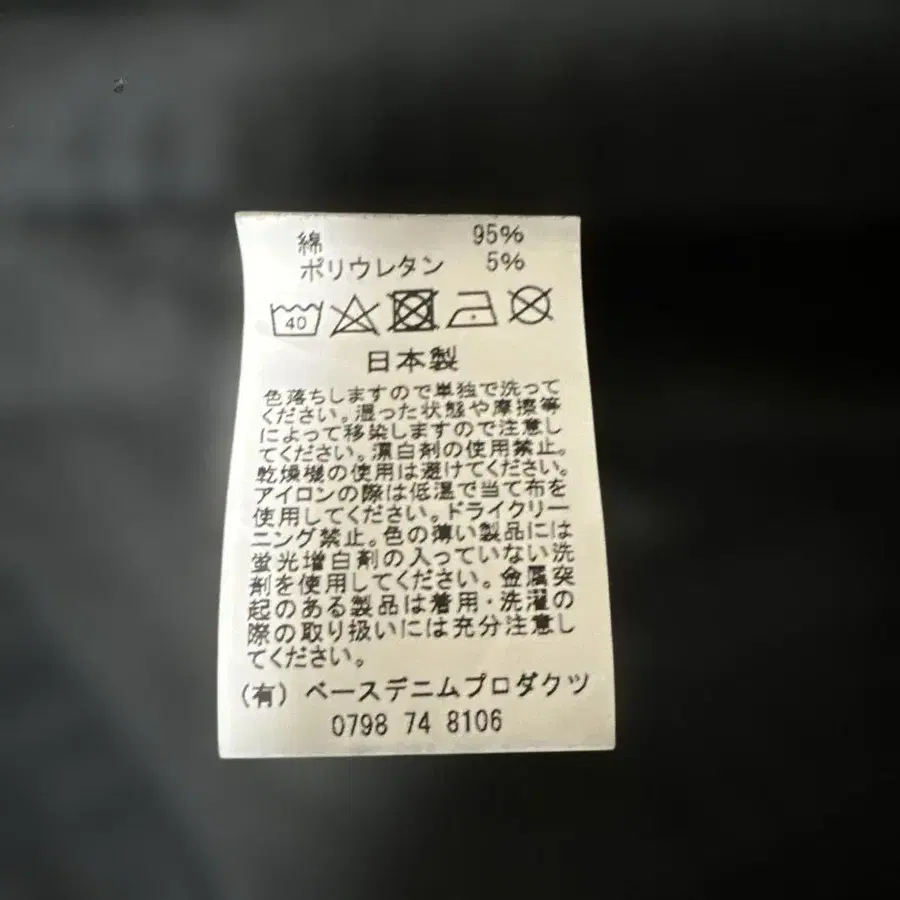 綿 95%
ポリウレタン 5%
40
日本製
色落ちしますので単独で洗って
ください。湿った状態や摩擦等
によって移染しますので注意し
てください。漂白剤の使用禁止。
乾燥機の使用は避けてください。
アイロンの際は低温で当て布を
使用してください。ドライクリー
ニング禁止。色の薄い製品には
蛍光増白剤の入っていない洗
剤を使用してください。金属突
起のある製品は着用・洗濯の
際の取り扱いには充分注意し
てください。
(有) ベースデニムプロダクツ
0798 74 8106